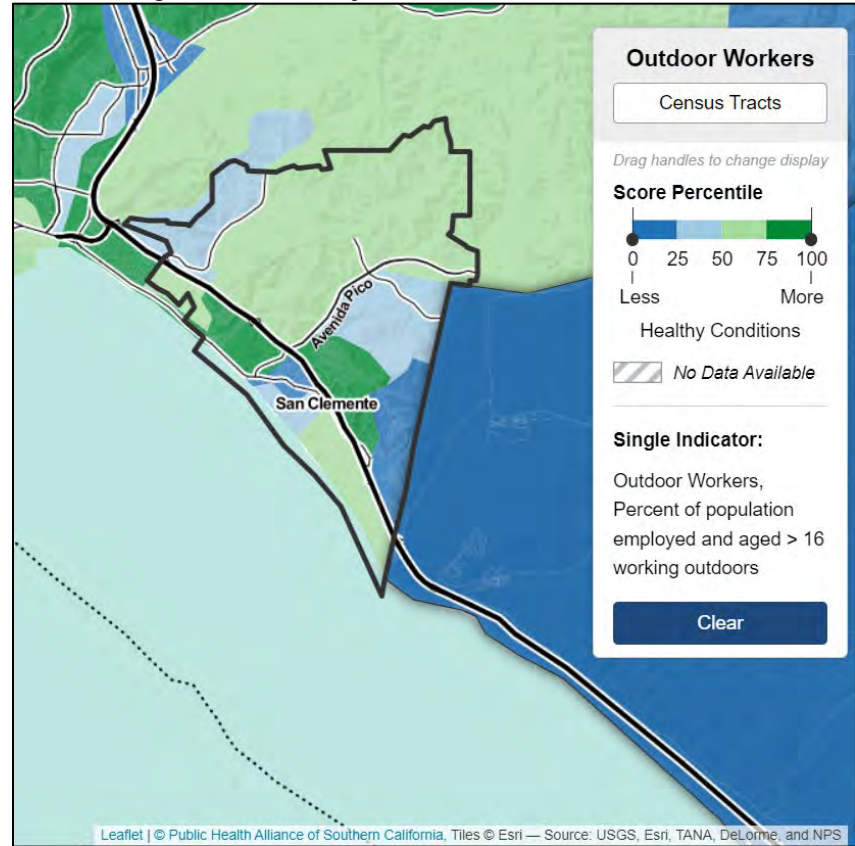 Outdoor Workers
Census Tracts
Drag handles to change display
Score Percentile
0 25 50 75 100
Less More
Healthy Conditions
No Data Available
Single Indicator:
Outdoor Workers,
Percent of population
employed and aged > 16
working outdoors
Clear
Avenida Pico
San Clemente
Leaflet | © Public Health Alliance of Southern California, Tiles © Esri — Source: USGS, Esri, TANA, DeLorme, and NPS